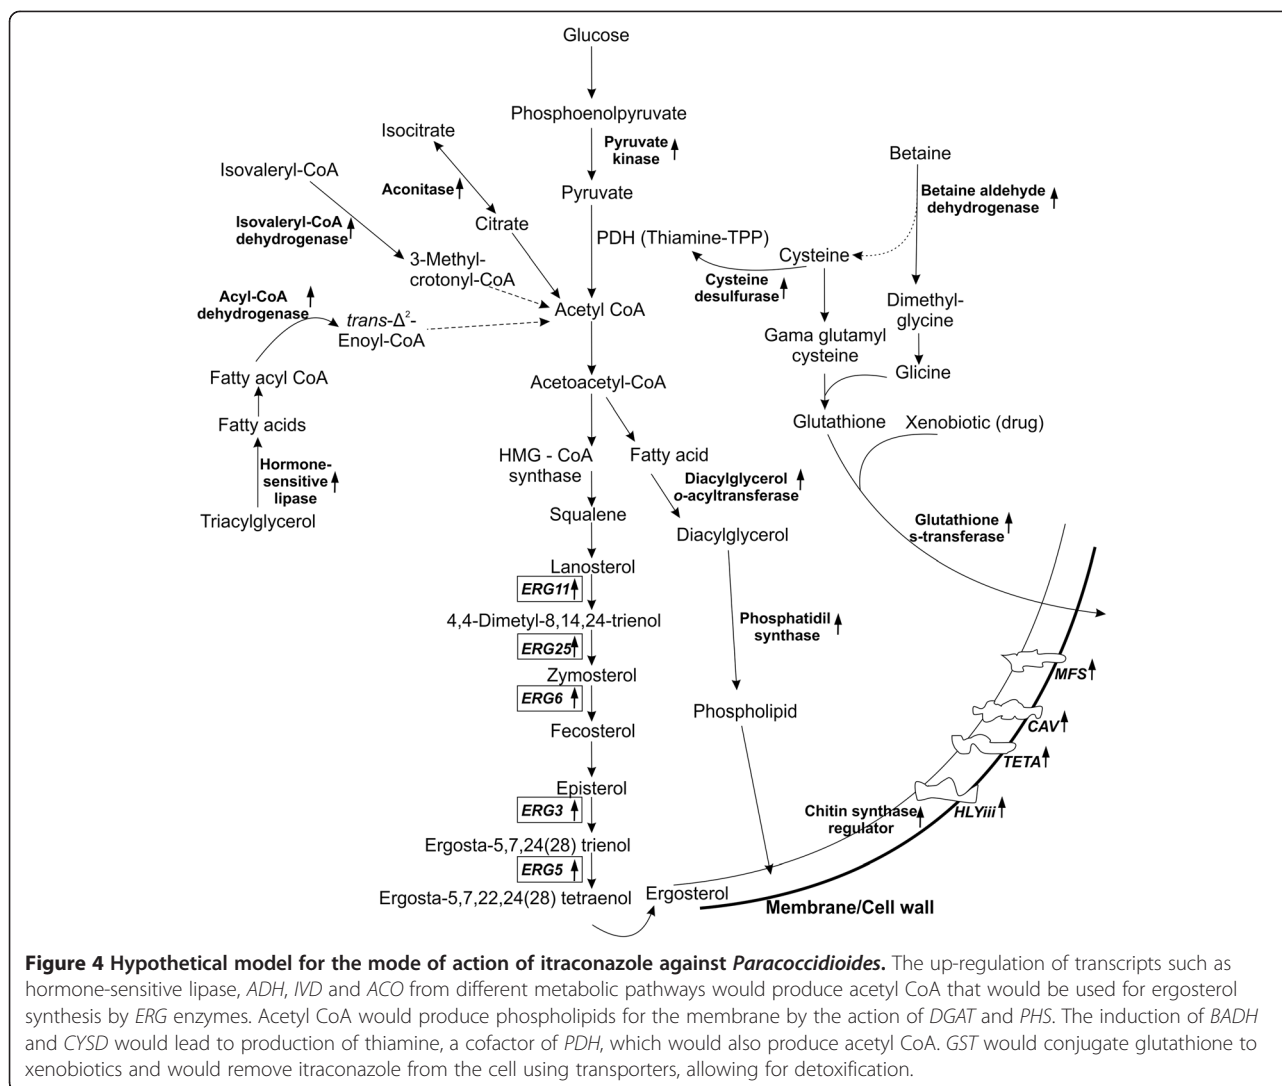 Glucose
Phosphoenolpyruvate
Isocitrate
Pyruvate
kinase
Betaine
Isovaleryl-CoA
Aconitase
Pyruvate
Betaine aldehyde
dehydrogenase
Isovaleryl-CoA
dehydrogenase
Citrate
PDH (Thiamine-TPP)
Cysteine
3-Methyl-
crotonyl-CoA
Cysteine
desulfurase
Acyl-CoA
dehydrogenase
trans-Δ²-
Enoyl-CoA
Acetyl CoA
Dimethyl-
glycine
Gama glutamyl
cysteine
Fatty acyl CoA
Acetoacetyl-CoA
Glicine
Fatty acids
Glutathione
Xenobiotic (drug)
HMG - CoA
synthase
Fatty acid
Hormone-
sensitive
lipase
Diacylglycerol
o-acyltransferase
Triacylglycerol
Squalene
Diacylglycerol
Glutathione
s-transferase
Lanosterol
ERG11
4,4-Dimetyl-8,14,24-trienol
Phosphatidil
synthase
ERG25
Zymosterol
MFS
ERG6
Phospholipid
Fecosterol
CAV
TETA
Episterol
ERG3
Chitin synthase
regulator
HLYiii
Ergosta-5,7,24(28) trienol
ERG5
Ergosta-5,7,22,24(28) tetraenol
Ergosterol
Membrane/Cell wall
Figure 4 Hypothetical model for the mode of action of itraconazole against Paracoccidioides. The up-regulation of transcripts such as
hormone-sensitive lipase, ADH, IVD and ACO from different metabolic pathways would produce acetyl CoA that would be used for ergosterol
synthesis by ERG enzymes. Acetyl CoA would produce phospholipids for the membrane by the action of DGAT and PHS. The induction of BADH
and CYSD would lead to production of thiamine, a cofactor of PDH, which would also produce acetyl CoA. GST would conjugate glutathione to
xenobiotics and would remove itraconazole from the cell using transporters, allowing for detoxification.